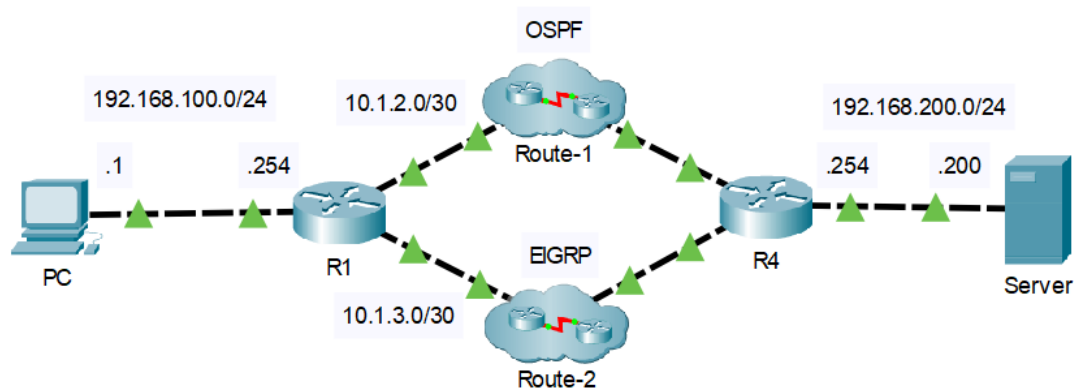 OSPF
192.168.100.0/24
10.1.2.0/30
192.168.200.0/24
Route-1
.1
.254
.254
.200
PC
R1
EIGRP
R4
Server
10.1.3.0/30
Route-2